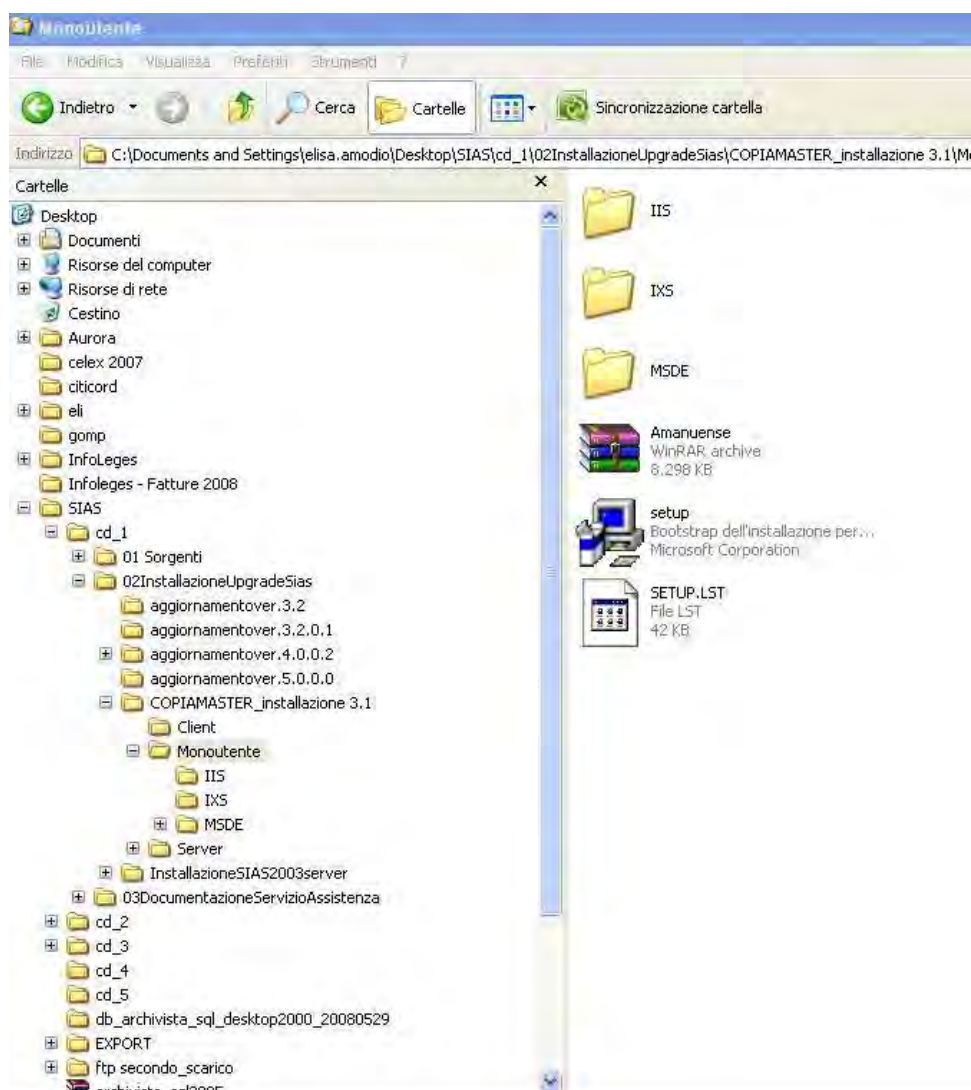 Monoutente
File Modifica Visualizza Preferiti Strumenti ?
Indietro Cerca Cartelle Sincronizzazione cartella
Indirizzo C:\Documents and Settings\elisa.amodio\Desktop\SIAS\cd_1\02InstallazioneUpgradeSias\COPIAMASTER_installazione 3.1\Mo
Cartelle
Desktop
Documenti
Risorse del computer
Risorse di rete
Cestino
Aurora
celex 2007
citicord
eli
gomp
InfoLeges
Infoleges - Fatture 2008
SIAS
cd_1
01 Sorgenti
02InstallazioneUpgradeSias
aggiornamentover.3.2
aggiornamentover.3.2.0.1
aggiornamentover.4.0.0.2
aggiornamentover.5.0.0.0
COPIAMASTER_installazione 3.1
Client
Monoutente
IIS
IXS
MSDE
Server
InstallazioneSIAS2003server
03DocumentazioneServizioAssistenza
cd_2
cd_3
cd_4
cd_5
db_archivista_sql_desktop2000_20080529
EXPORT
ftp secondo_scarico
archivista_sql2005
IIS
IXS
MSDE
Amanuense
WinRAR archive
8.298 KB
setup
Bootstrap dell'installazione per...
Microsoft Corporation
SETUP.LST
File LST
42 KB